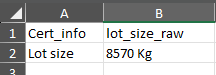 A B
1 Cert_info lot_size_raw
2 Lot size 8570 Kg